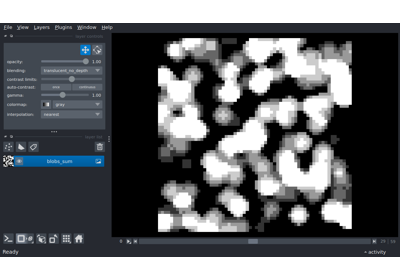 File View Layers Plugins Window Help
opacity: 1.00
blending: translucent_no_depth
contrast limits:
auto-contrast: once continuous
gamma: 1.00
colormap: gray
interpolation: nearest
blobs_sum
Ready
activity